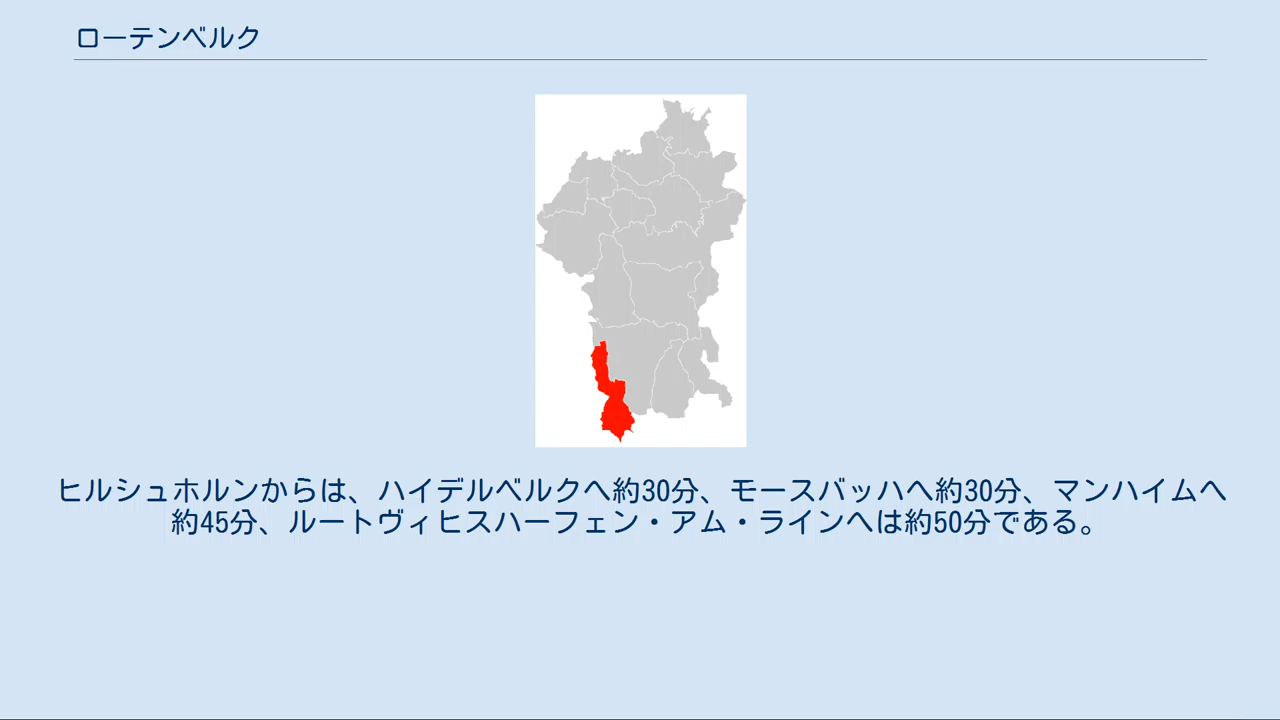 ローテンベルク
ヒルシュホルンからは、ハイデルベルクへ約30分、モースバッハへ約30分、マンハイムへ
約45分、ルートヴィヒスハーフェン・アム・ラインへは約50分である。